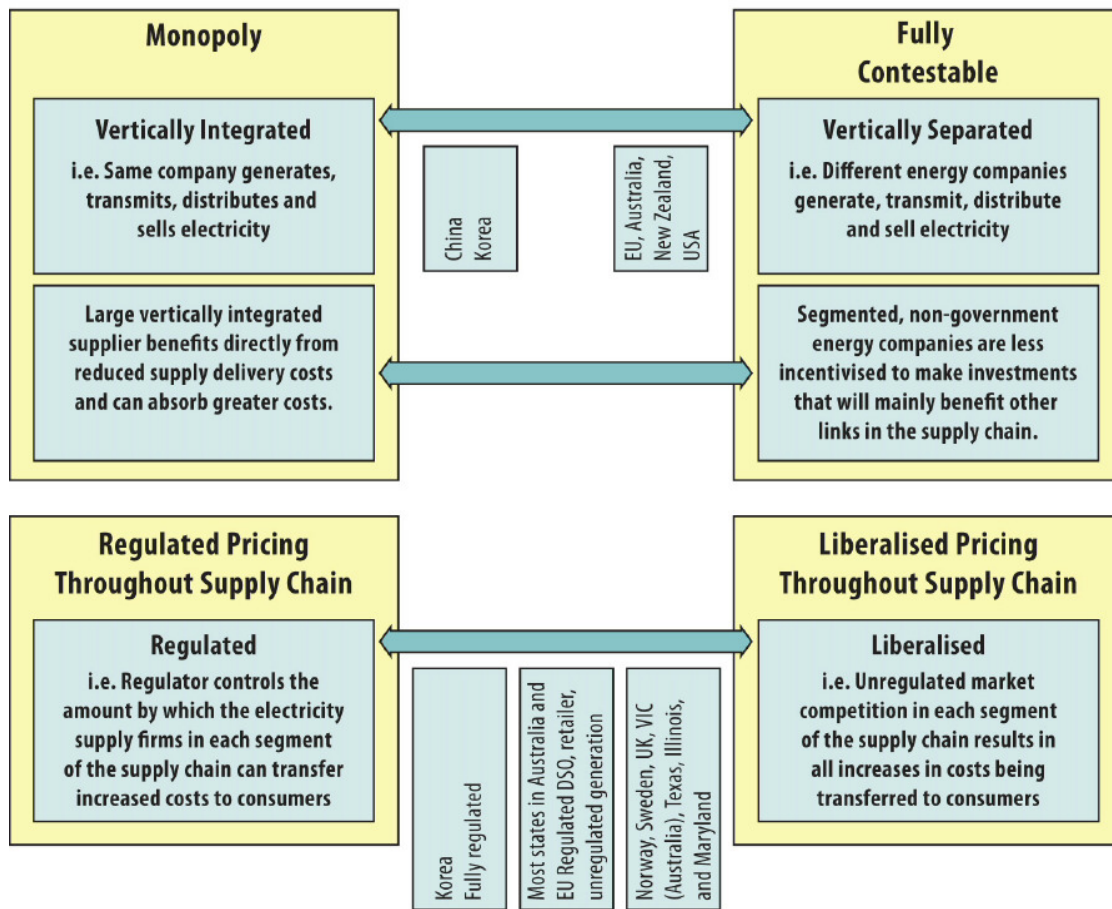 Monopoly
Vertically Integrated
i.e. Same company generates,
transmits, distributes and
sells electricity
Large vertically integrated
supplier benefits directly from
reduced supply delivery costs
and can absorb greater costs.
China
Korea
EU, Australia,
New Zealand,
USA
Fully
Contestable
Vertically Separated
i.e. Different energy companies
generate, transmit, distribute
and sell electricity
Segmented, non-government
energy companies are less
incentivised to make investments
that will mainly benefit other
links in the supply chain.
Regulated Pricing
Throughout Supply Chain
Regulated
i.e. Regulator controls the
amount by which the electricity
supply firms in each segment
of the supply chain can transfer
increased costs to consumers
Korea
Fully regulated
Most states in Australia and
EU Regulated DSO, retailer,
unregulated generation
Norway, Sweden, UK, VIC
(Australia), Texas, Illinois,
and Maryland
Liberalised Pricing
Throughout Supply Chain
Liberalised
i.e. Unregulated market
competition in each segment
of the supply chain results in
all increases in costs being
transferred to consumers